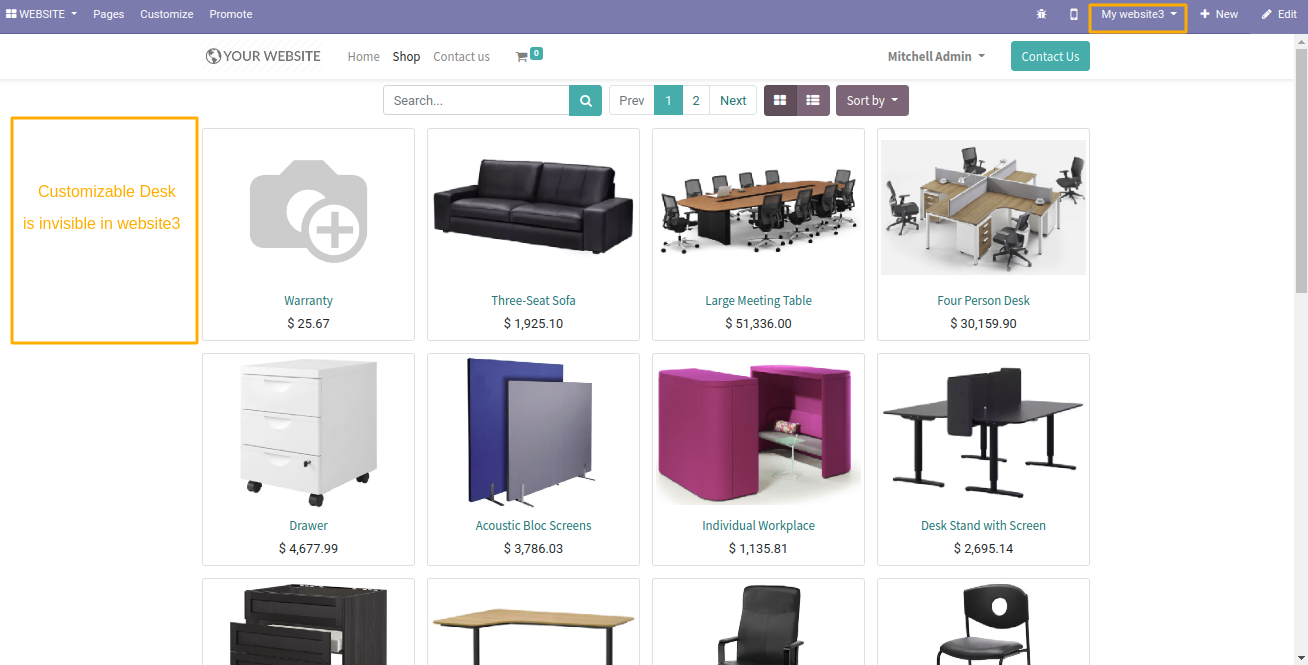 WEBSITE Pages Customize Promote My website3 New Edit
YOUR WEBSITE Home Shop Contact us 0 Mitchell Admin Contact Us
Search... Prev 1 2 Next Sort by
Customizable Desk
is invisible in website3
Warranty Three-Seat Sofa Large Meeting Table Four Person Desk
$ 25.67 $ 1,925.10 $ 51,336.00 $ 30,159.90
Drawer Acoustic Bloc Screens Individual Workplace Desk Stand with Screen
$ 4,677.99 $ 3,786.03 $ 1,135.81 $ 2,695.14